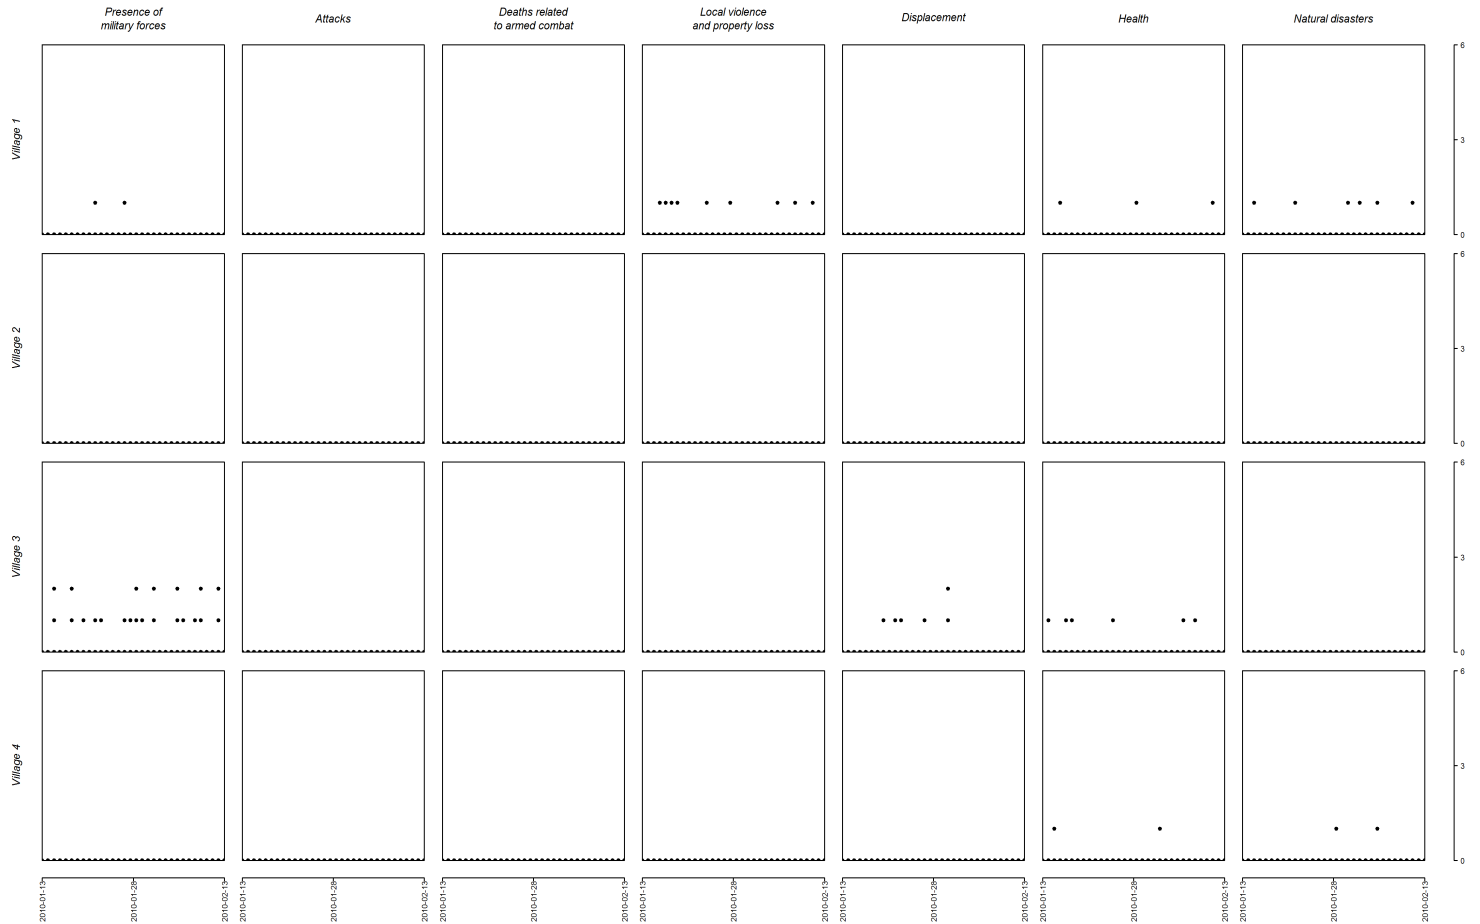 Presence of
military forces
Attacks
Deaths related
to armed combat
Local violence
and property loss
Displacement
Health
Natural disasters
Village 1
6
3
0
Village 2
6
3
0
Village 3
6
3
0
Village 4
6
3
0
2010-01-13
2010-01-28
2010-02-13
2010-01-13
2010-01-28
2010-02-13
2010-01-13
2010-01-28
2010-02-13
2010-01-13
2010-01-28
2010-02-13
2010-01-13
2010-01-28
2010-02-13
2010-01-13
2010-01-28
2010-02-13
2010-01-13
2010-01-28
2010-02-13